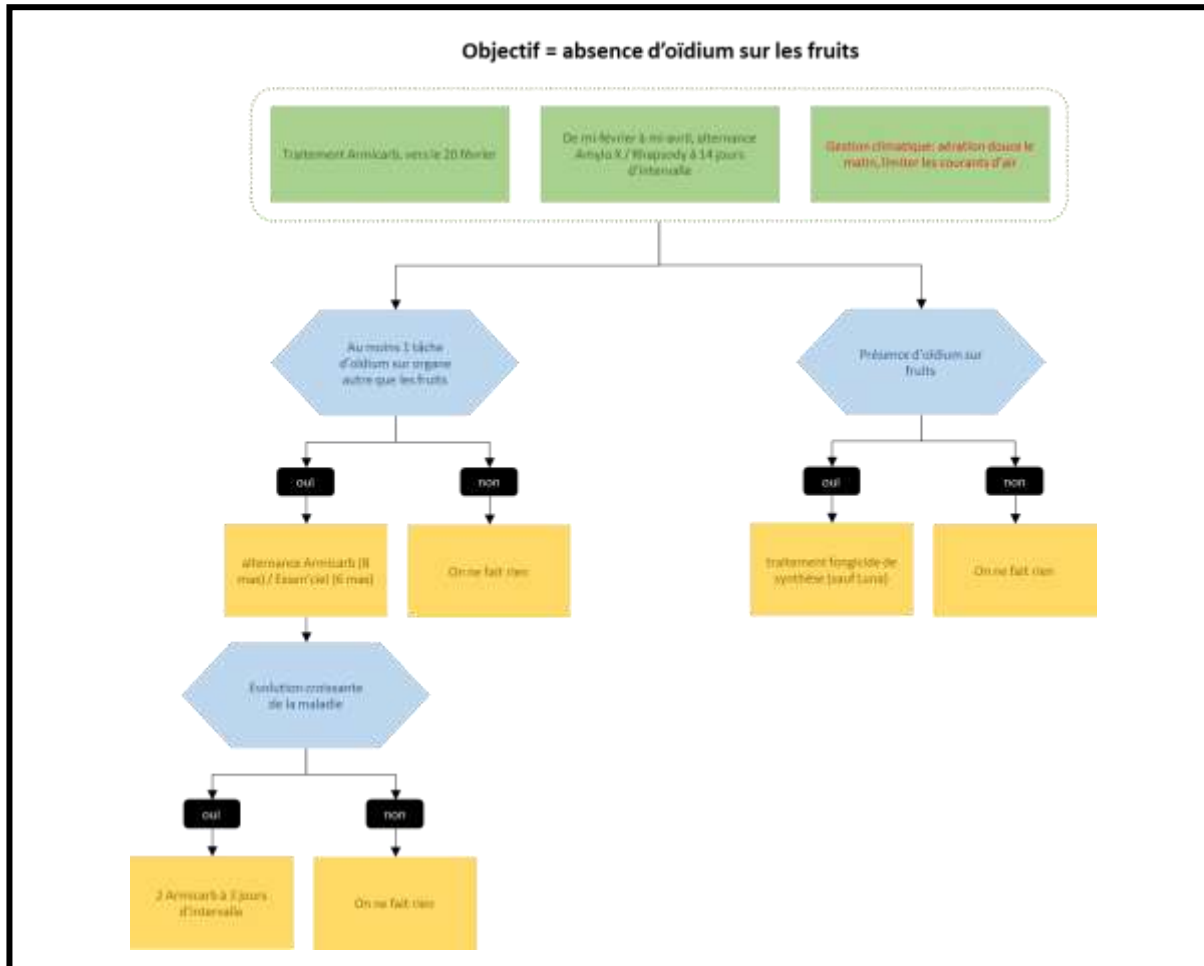 Objectif = absence d'oïdium sur les fruits
Traitement Armicarb, vers le 20 février
De mi-février à mi-avril, alternance
Amylo X / Rhapsody à 14 jours
d'intervalle
Gestion climatique: aération douce le
matin, limiter les courants d'air
Au moins 1 tâche
d'oïdium sur organe
autre que les fruits
Présence d'oïdium sur
fruits
oui
non
oui
non
alternance Armicarb (8
max) / Essen'ciel (6 max)
On ne fait rien
traitement fongicide de
synthèse (sauf Luna)
On ne fait rien
Evolution croissante
de la maladie
oui
non
2 Armicarb à 3 jours
d'intervalle
On ne fait rien